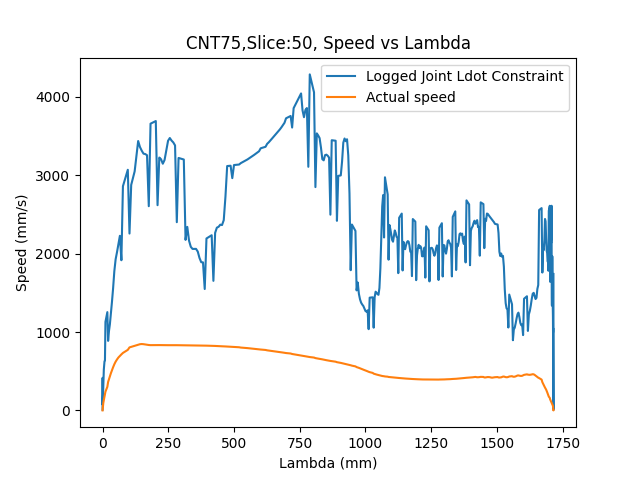 CNT75,Slice:50, Speed vs Lambda
Logged Joint Ldot Constraint
Actual speed
Speed (mm/s)
4000
3000
2000
1000
0
0 250 500 750 1000 1250 1500 1750
Lambda (mm)